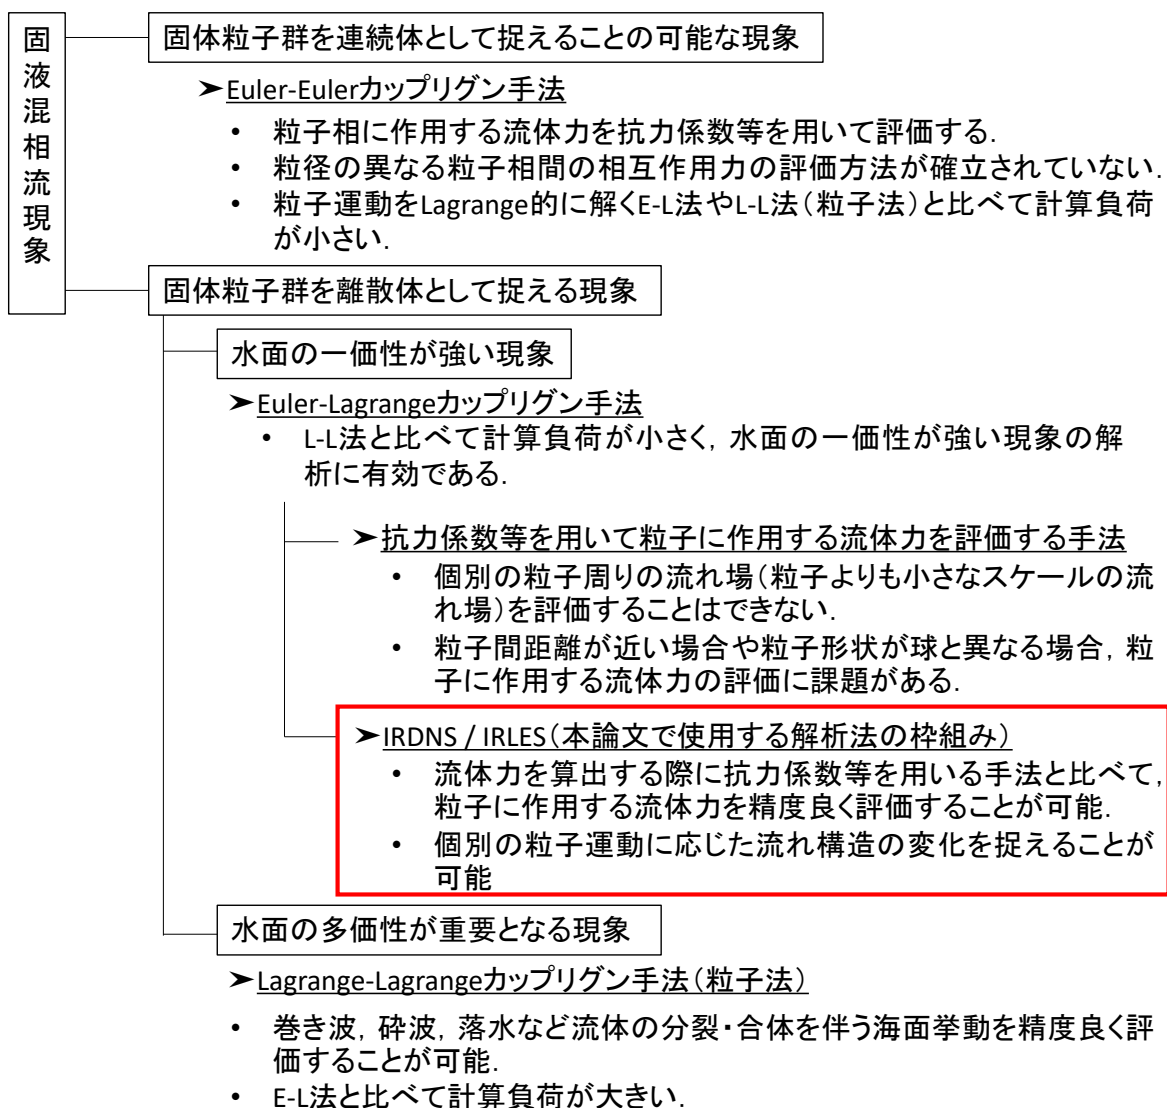 固液混相流現象
固体粒子群を連続体として捉えることの可能な現象
➤Euler-Eulerカップリグン手法
• 粒子相に作用する流体力を抗力係数等を用いて評価する.
• 粒径の異なる粒子相間の相互作用力の評価方法が確立されていない.
• 粒子運動をLagrange的に解くE-L法やL-L法（粒子法）と比べて計算負荷
が小さい.
固体粒子群を離散体として捉える現象
水面の一価性が強い現象
➤Euler-Lagrangeカップリグン手法
• L-L法と比べて計算負荷が小さく, 水面の一価性が強い現象の解
析に有効である.
➤抗力係数等を用いて粒子に作用する流体力を評価する手法
• 個別の粒子周りの流れ場（粒子よりも小さなスケールの流
れ場）を評価することはできない.
• 粒子間距離が近い場合や粒子形状が球と異なる場合, 粒
子に作用する流体力の評価に課題がある.
➤IRDNS / IRLES（本論文で使用する解析法の枠組み）
• 流体力を算出する際に抗力係数等を用いる手法と比べて,
粒子に作用する流体力を精度良く評価することが可能.
• 個別の粒子運動に応じた流れ構造の変化を捉えることが
可能
水面の多価性が重要となる現象
➤Lagrange-Lagrangeカップリグン手法（粒子法）
• 巻き波, 砕波, 落水など流体の分裂・合体を伴う海面挙動を精度良く評
価することが可能.
• E-L法と比べて計算負荷が大きい.